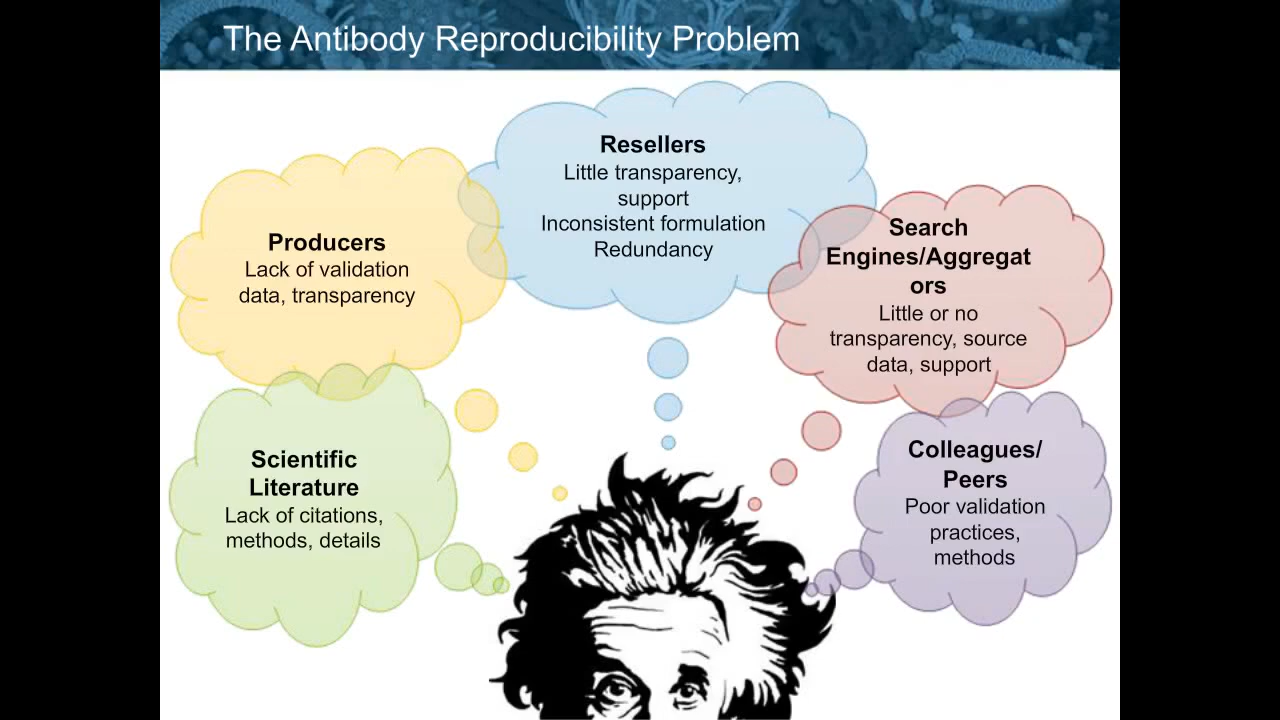 The Antibody Reproducibility Problem
Resellers
Little transparency,
support
Inconsistent formulation
Redundancy
Producers
Lack of validation
data, transparency
Search
Engines/Aggregat
ors
Little or no
transparency, source
data, support
Scientific
Literature
Lack of citations,
methods, details
Colleagues/
Peers
Poor validation
practices,
methods